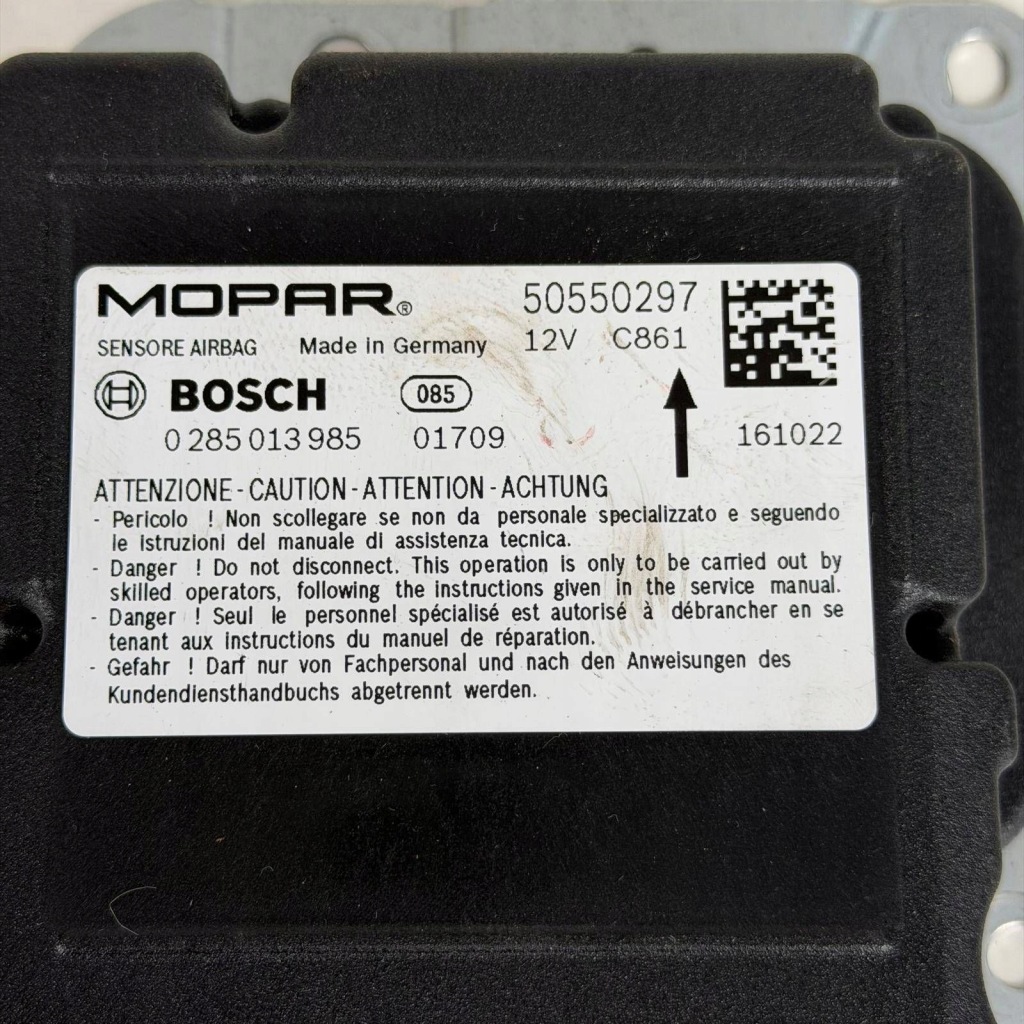 MOPAR® 50550297
SENSORE AIRBAG Made in Germany 12V C861
BOSCH 085
0 285 013 985 01709 161022
ATTENZIONE - CAUTION - ATTENTION - ACHTUNG
- Pericolo ! Non scollegare se non da personale specializzato e seguendo
le istruzioni del manuale di assistenza tecnica.
- Danger ! Do not disconnect. This operation is only to be carried out by
skilled operators, following the instructions given in the service manual.
- Danger ! Seul le personnel spécialisé est autorisé à débrancher en se
tenant aux instructions du manuel de réparation.
- Gefahr ! Darf nur von Fachpersonal und nach den Anweisungen des
Kundendiensthandbuchs abgetrennt werden.